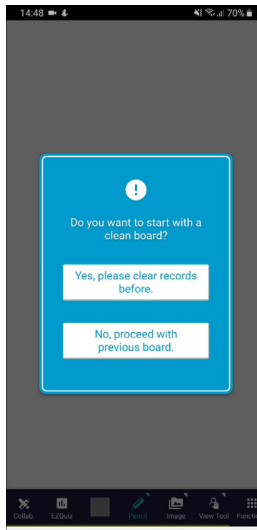 14:48 70%
Do you want to start with a
clean board?
Yes, please clear records
before.
No, proceed with
previous board.
Collab. EZQuiz Pencil Image View Tool Functi